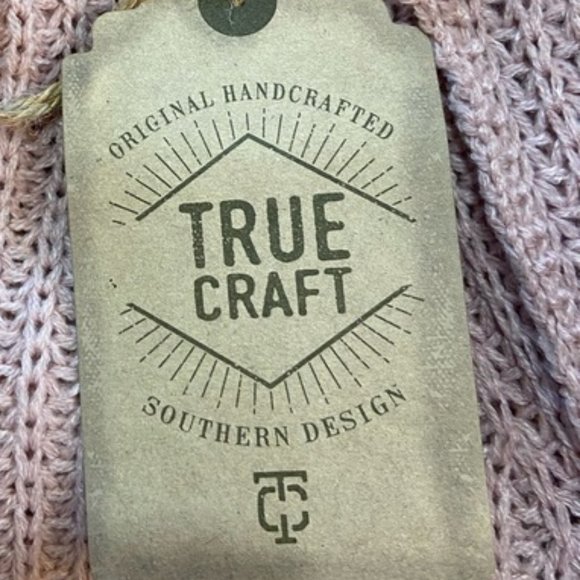 ORIGINAL HANDCRAFTED
TRUE
CRAFT
SOUTHERN DESIGN
TC